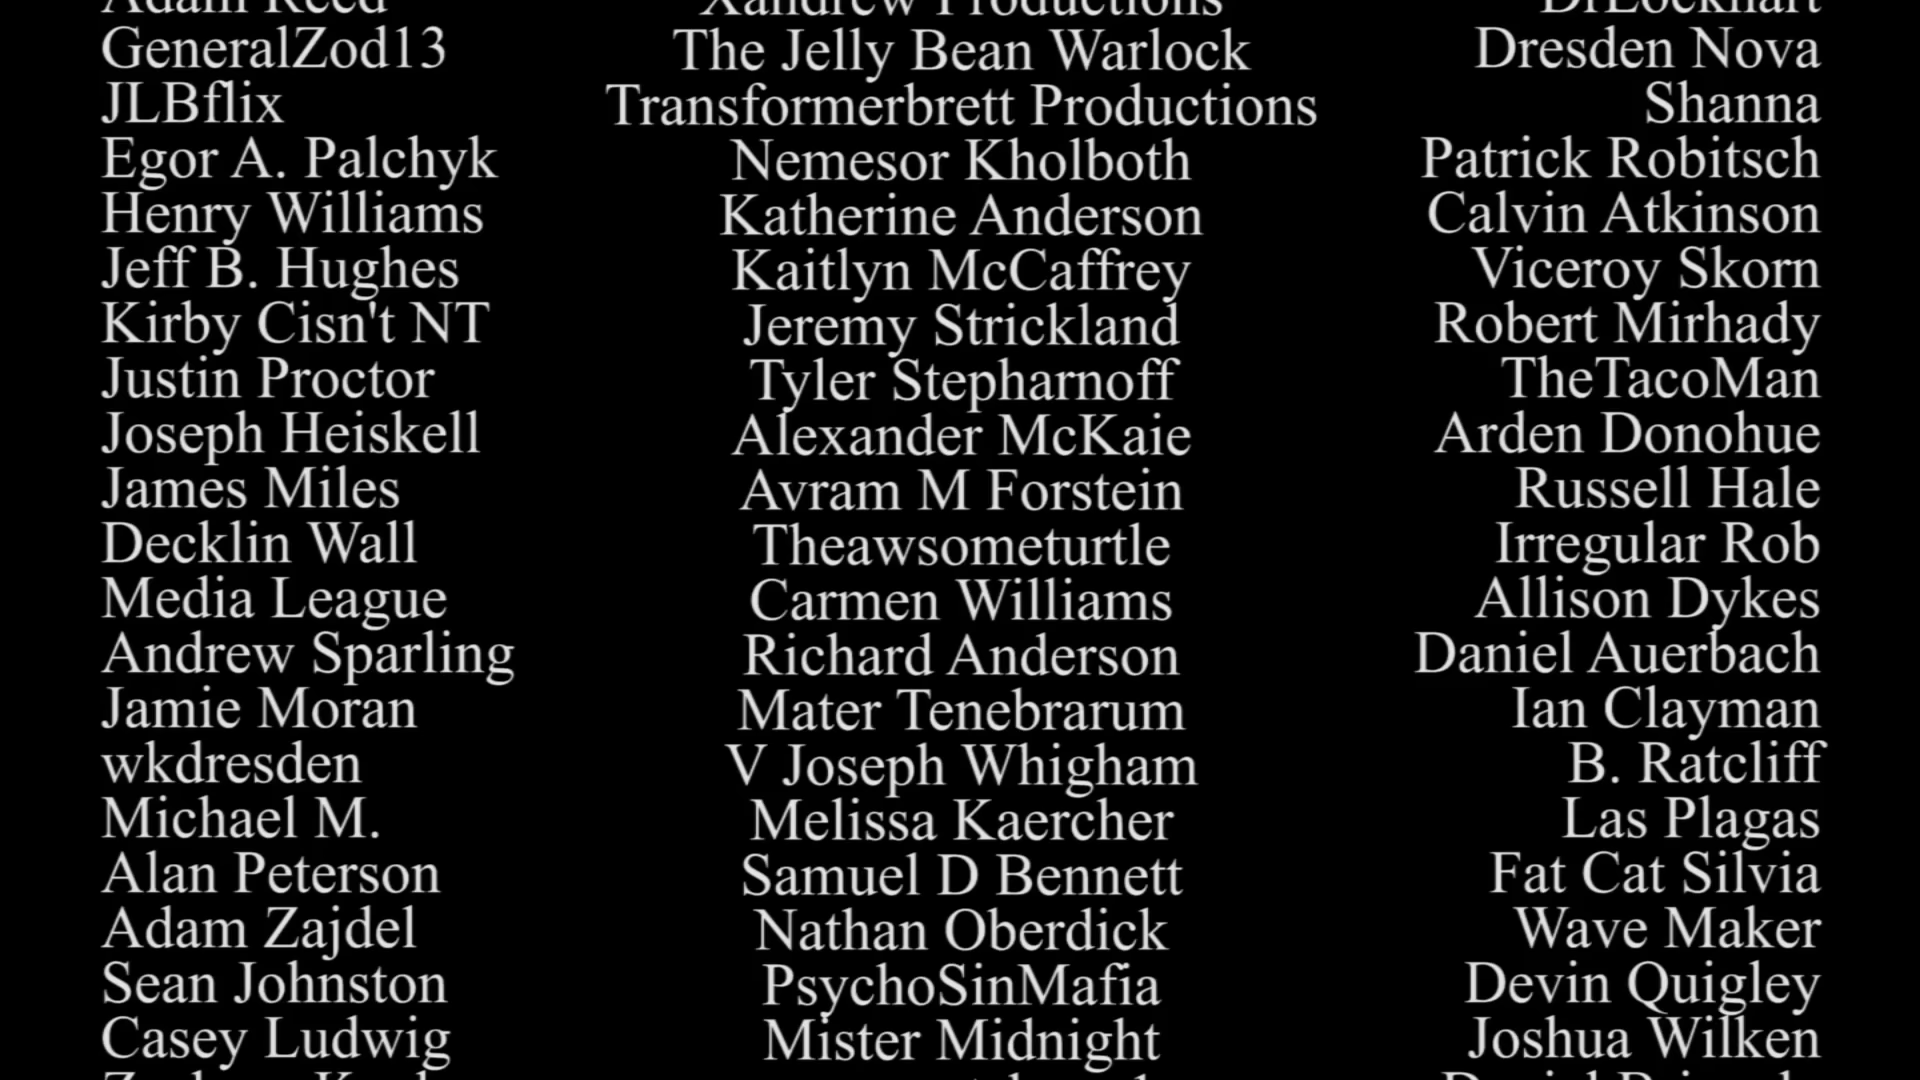 Adam Reed
GeneralZod13
JLBflix
Egor A. Palchyk
Henry Williams
Jeff B. Hughes
Kirby Cisn't NT
Justin Proctor
Joseph Heiskell
James Miles
Decklin Wall
Media League
Andrew Sparling
Jamie Moran
wkdresden
Michael M.
Alan Peterson
Adam Zajdel
Sean Johnston
Casey Ludwig
Xandrew Productions
The Jelly Bean Warlock
Transformerbrett Productions
Nemesor Kholboth
Katherine Anderson
Kaitlyn McCaffrey
Jeremy Strickland
Tyler Stepharnoff
Alexander McKaie
Avram M Forstein
Theawsometurtle
Carmen Williams
Richard Anderson
Mater Tenebrarum
V Joseph Whigham
Melissa Kaercher
Samuel D Bennett
Nathan Oberdick
PsychoSinMafia
Mister Midnight
DrLockhart
Dresden Nova
Shanna
Patrick Robitsch
Calvin Atkinson
Viceroy Skorn
Robert Mirhady
TheTacoMan
Arden Donohue
Russell Hale
Irregular Rob
Allison Dykes
Daniel Auerbach
Ian Clayman
B. Ratcliff
Las Plagas
Fat Cat Silvia
Wave Maker
Devin Quigley
Joshua Wilken